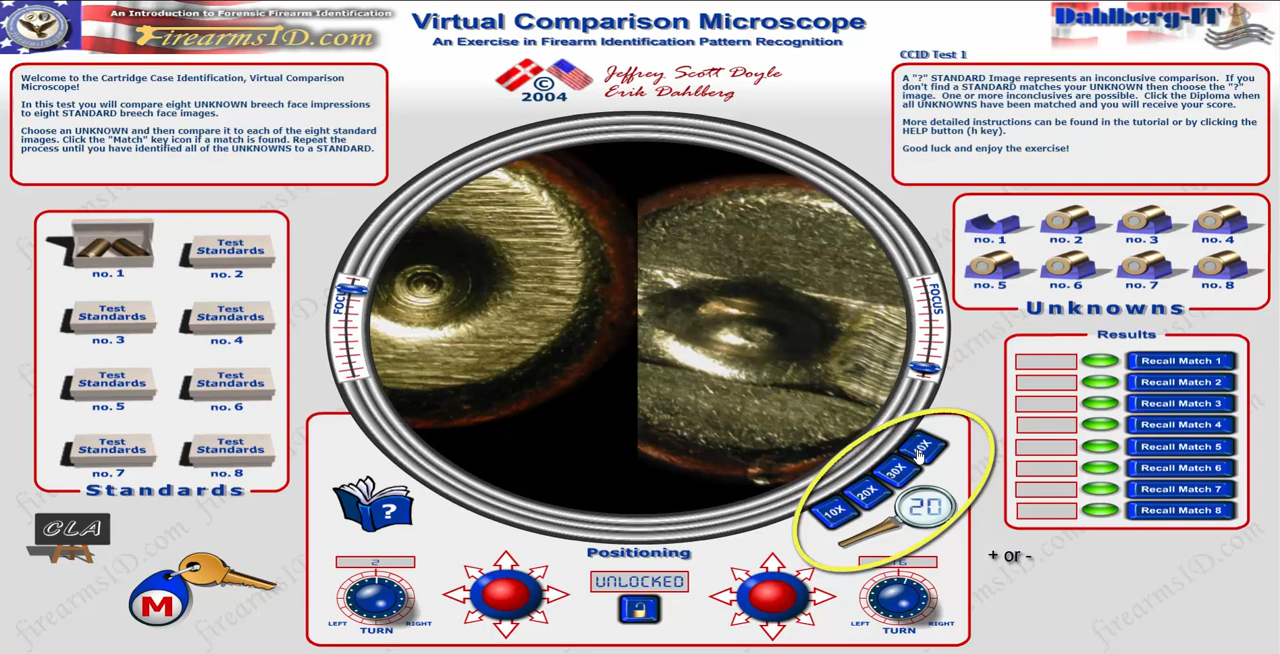 An Introduction to Forensic Firearm Identification
FirearmsID.com
Virtual Comparison Microscope
An Exercise in Firearm Identification Pattern Recognition
Dahlberg-IT
CCID Test 1
Welcome to the Cartridge Case Identification, Virtual Comparison
Microscope!
In this test you will compare eight UNKNOWN breech face impressions
to eight STANDARD breech face images.
Choose an UNKNOWN and then compare it to each of the eight standard
images. Click the "Match" key icon if a match is found. Repeat the
process until you have identified all of the UNKNOWNS to a STANDARD.
©
2004
Jeffrey Scott Doyle
Erik Dahlberg
A "?" STANDARD Image represents an inconclusive comparison. If you
don't find a STANDARD matches your UNKNOWN then choose the "?"
image. One or more inconclusives are possible. Click the Diploma when
all UNKNOWNS have been matched and you will receive your score.
More detailed instructions can be found in the tutorial or by clicking the
HELP button (h key).
Good luck and enjoy the exercise!
no. 1
Test
Standards
no. 2
Test
Standards
no. 3
Test
Standards
no. 4
Test
Standards
no. 5
Test
Standards
no. 6
Test
Standards
no. 7
Test
Standards
no. 8
Standards
FOCUS
FOCUS
no. 1
no. 2
no. 3
no. 4
no. 5
no. 6
no. 7
no. 8
Unknowns
Results
Recall Match 1
Recall Match 2
Recall Match 3
Recall Match 4
Recall Match 5
Recall Match 6
Recall Match 7
Recall Match 8
10X
20X
30X
20
CLA
M
?
+ or -
Positioning
UNLOCKED
2
LEFT
RIGHT
TURN
LEFT
RIGHT
TURN
firearmsID.com